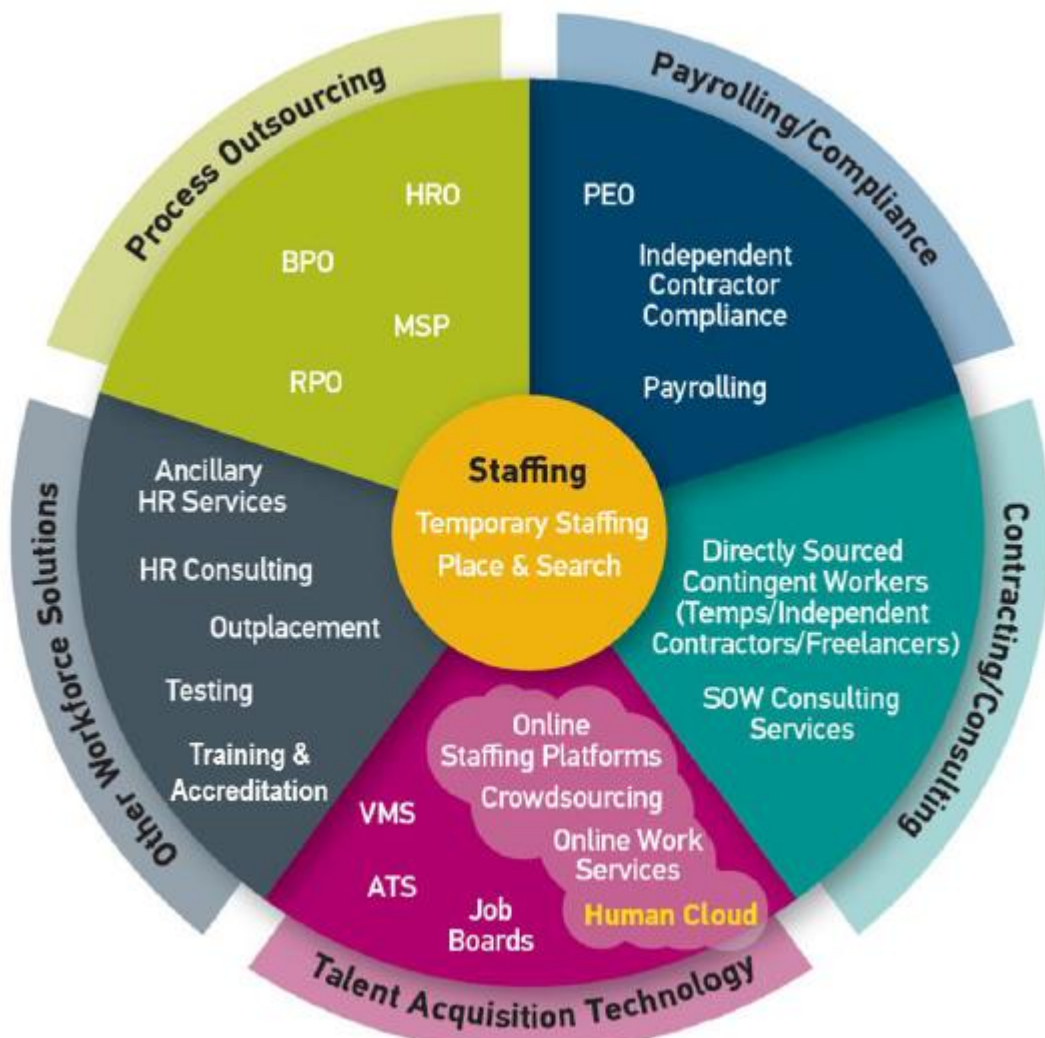 Process Outsourcing
HRO
BPO
MSP
RPO
Payrolling/Compliance
PEO
Independent
Contractor
Compliance
Payrolling
Contracting/Consulting
Directly Sourced
Contingent Workers
(Temps/Independent
Contractors/Freelancers)
SOW Consulting
Services
Talent Acquisition Technology
Online
Staffing Platforms
Crowdsourcing
Online Work
Services
Human Cloud
VMS
ATS
Job
Boards
Other Workforce Solutions
Ancillary
HR Services
HR Consulting
Outplacement
Testing
Training &
Accreditation
Staffing
Temporary Staffing
Place & Search